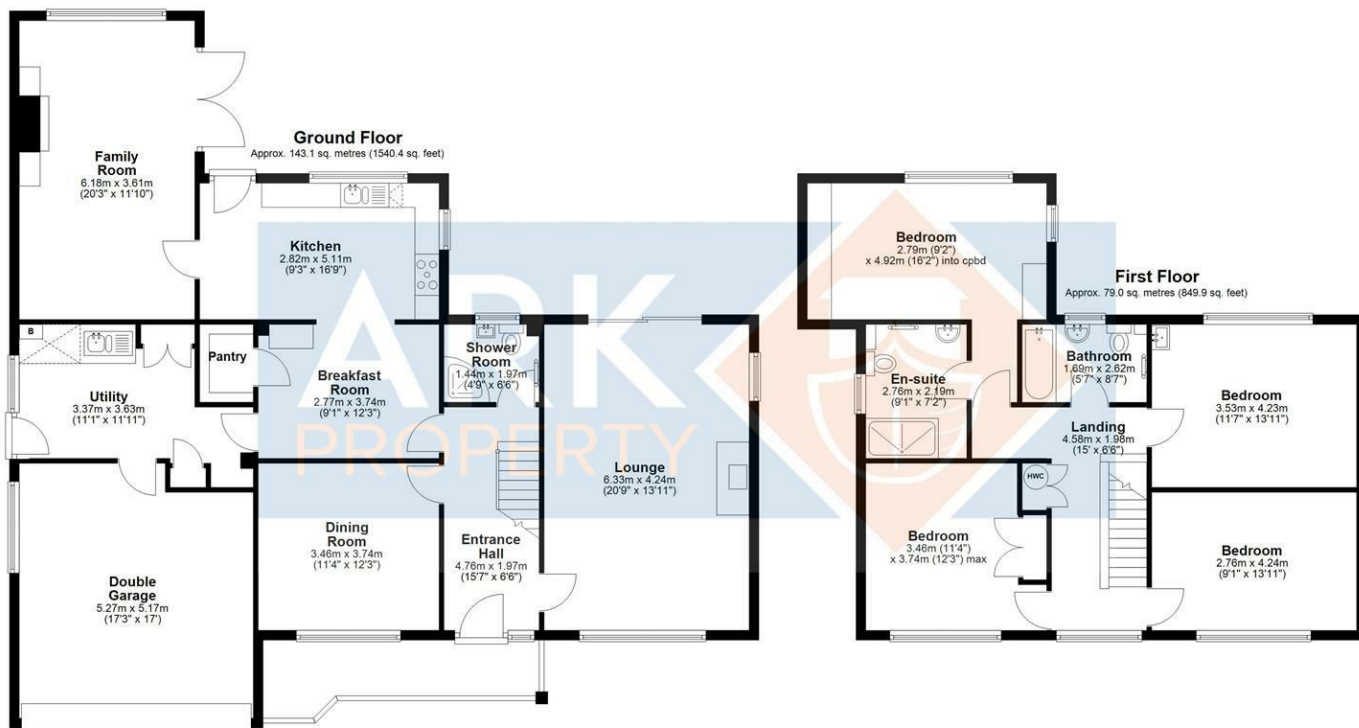 Ground Floor
Approx. 143.1 sq. metres (1540.4 sq. feet)
Family
Room
6.18m x 3.61m
(20'3" x 11'10")
Kitchen
2.82m x 5.11m
(9'3" x 16'9")
B
Utility
3.37m x 3.63m
(11'1" x 11'11")
Pantry
Breakfast
Room
2.77m x 3.74m
(9'1" x 12'3")
Shower
Room
1.44m x 1.97m
(4'9" x 6'6")
Lounge
6.33m x 4.24m
(20'9" x 13'11")
Dining
Room
3.46m x 3.74m
(11'4" x 12'3")
Entrance
Hall
4.76m x 1.97m
(15'7" x 6'6")
Double
Garage
5.27m x 5.17m
(17'3" x 17')
First Floor
Approx. 79.0 sq. metres (849.9 sq. feet)
Bedroom
2.79m (9'2")
x 4.92m (16'2") into cpbd
En-suite
2.76m x 2.19m
(9'1" x 7'2")
Bathroom
1.69m x 2.62m
(5'7" x 8'7")
Bedroom
3.53m x 4.23m
(11'7" x 13'11")
Landing
4.58m x 1.98m
(15' x 6'6")
HWC
Bedroom
3.46m (11'4")
x 3.74m (12'3") max
Bedroom
2.76m x 4.24m
(9'1" x 13'11")
ARK
PROPERTY